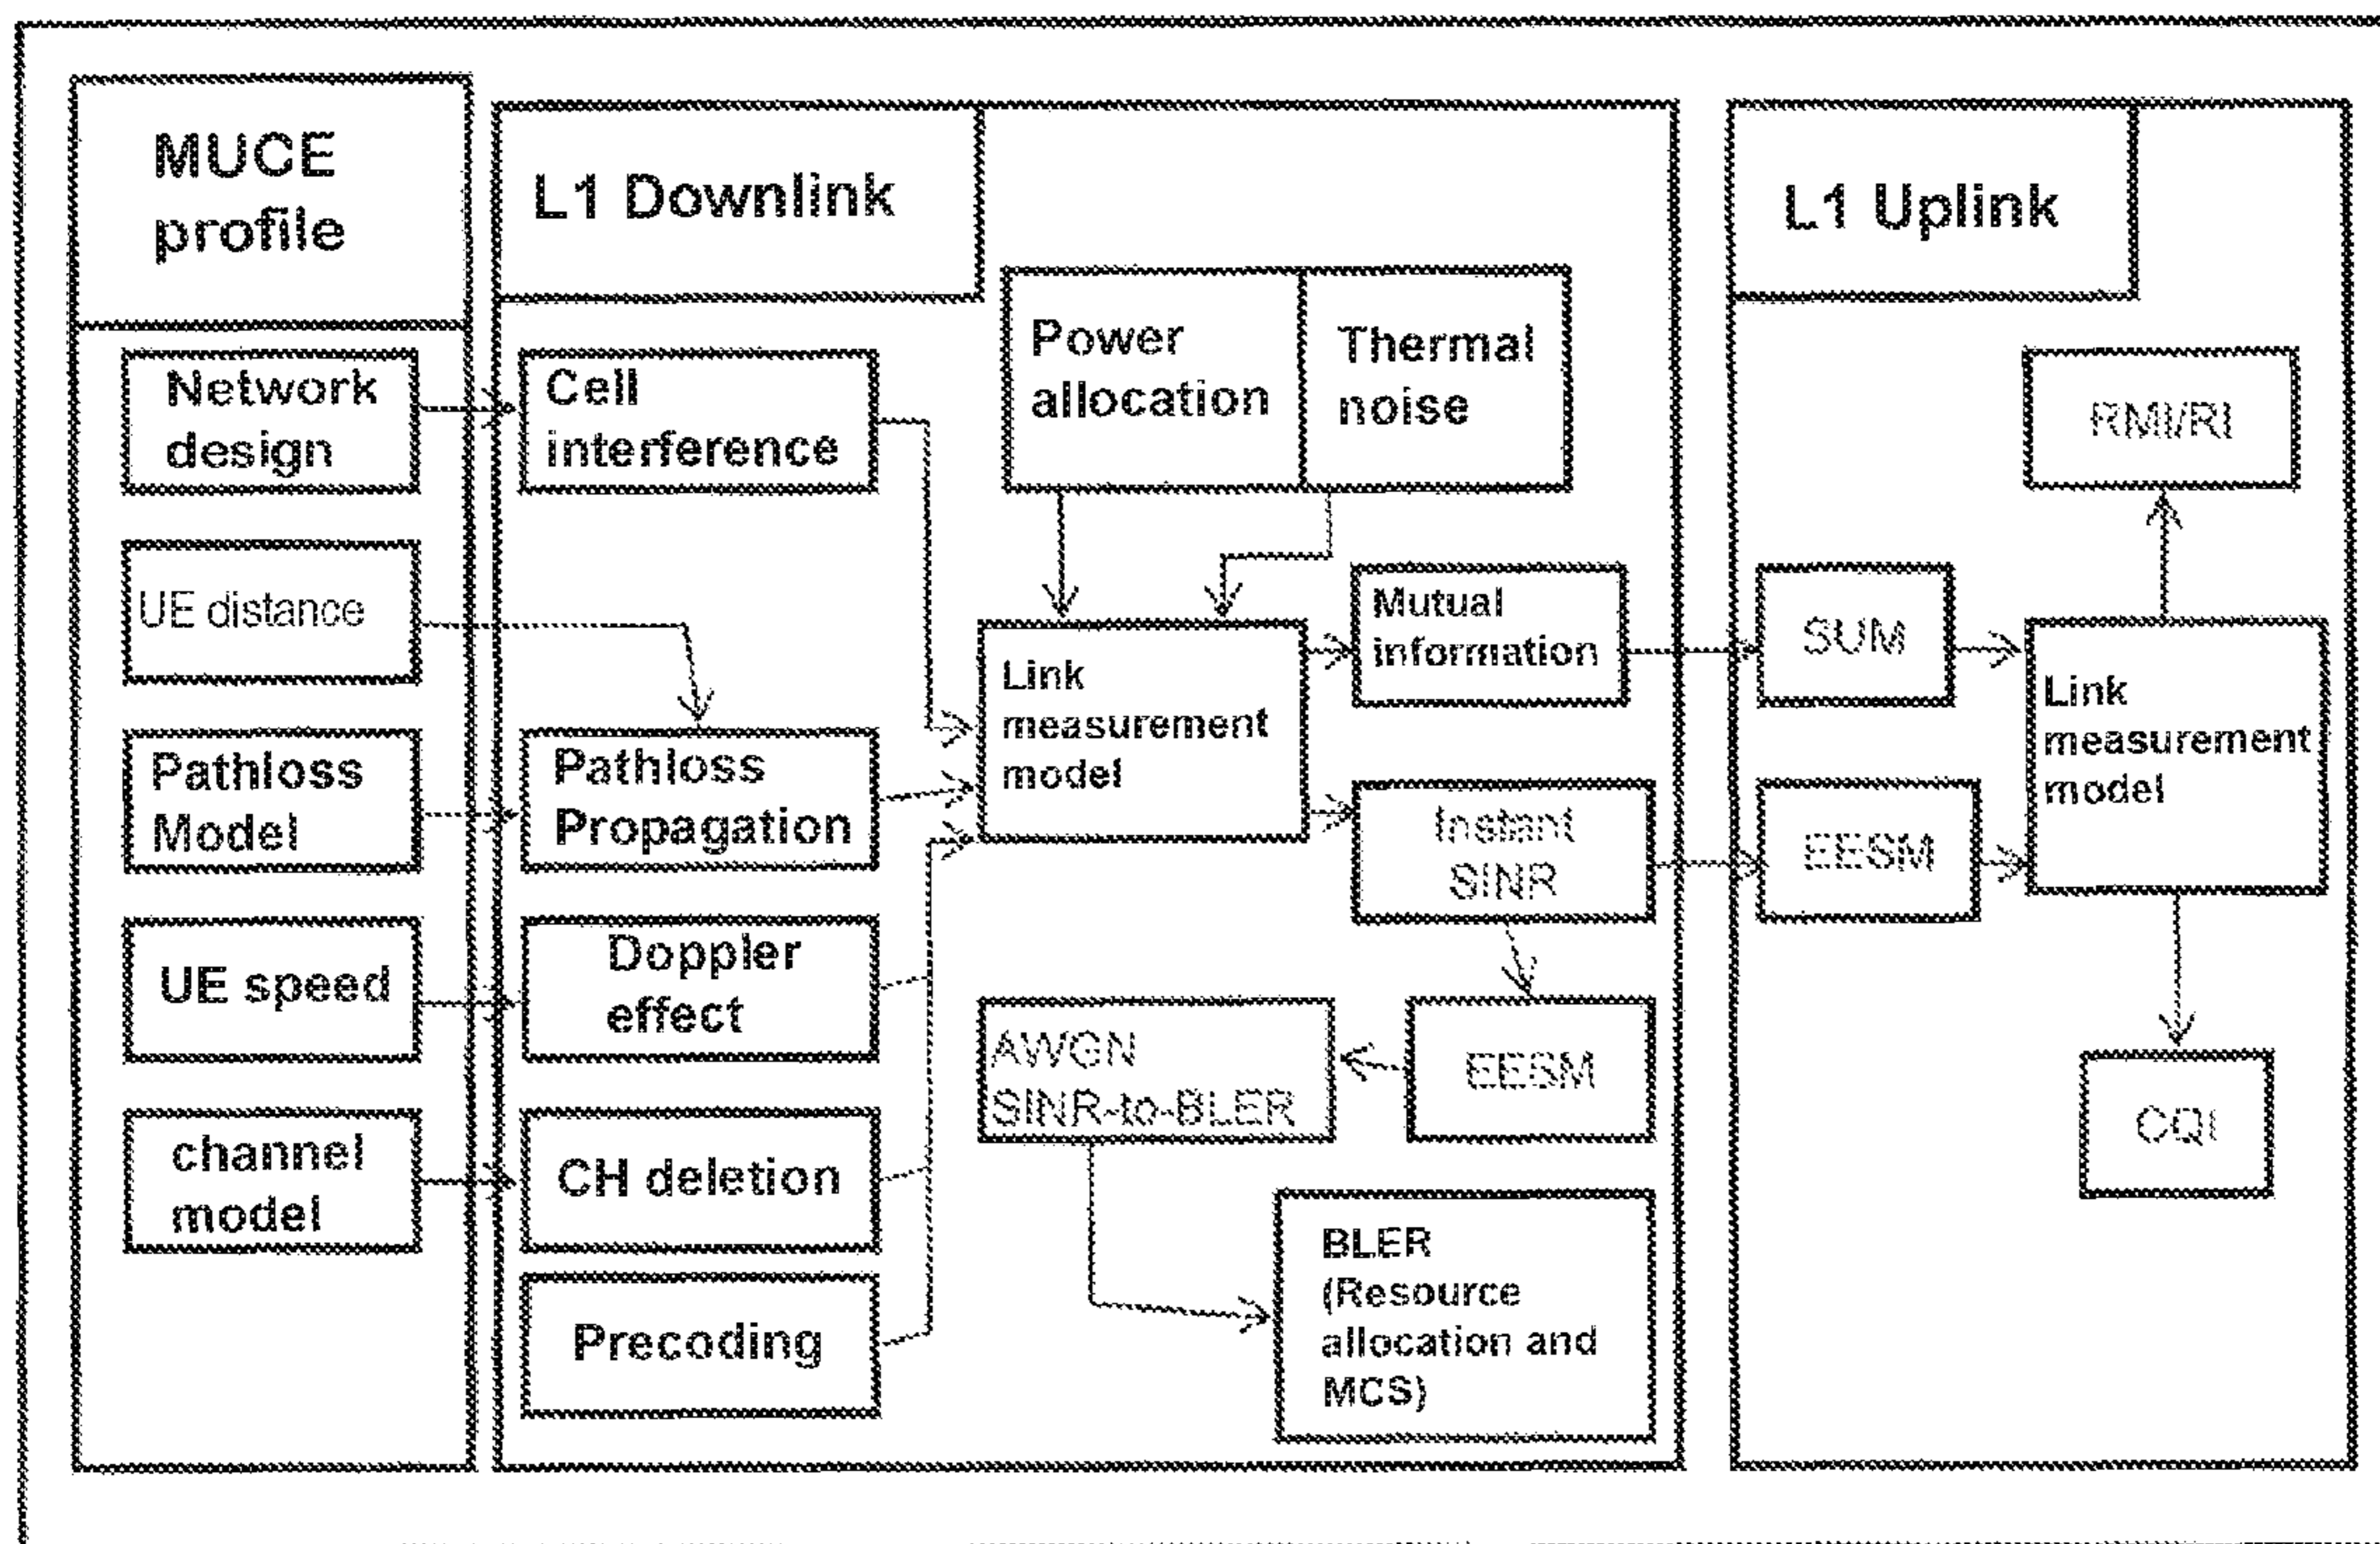 MUCE
profile
Network
design
UE distance
Pathloss
Model
UE speed
channel
model
L1 Downlink
Cell
interference
Pathloss
Propagation
Doppler
effect
CH deletion
Precoding
Power
allocation
Thermal
noise
Link
measurement
model
Mutual
information
Instant
SINR
EESM
AWGN
SINR-to-BLER
BLER
(Resource
allocation and
MCS)
L1 Uplink
SUM
EESM
Link
measurement
model
RMI/RI
CQI